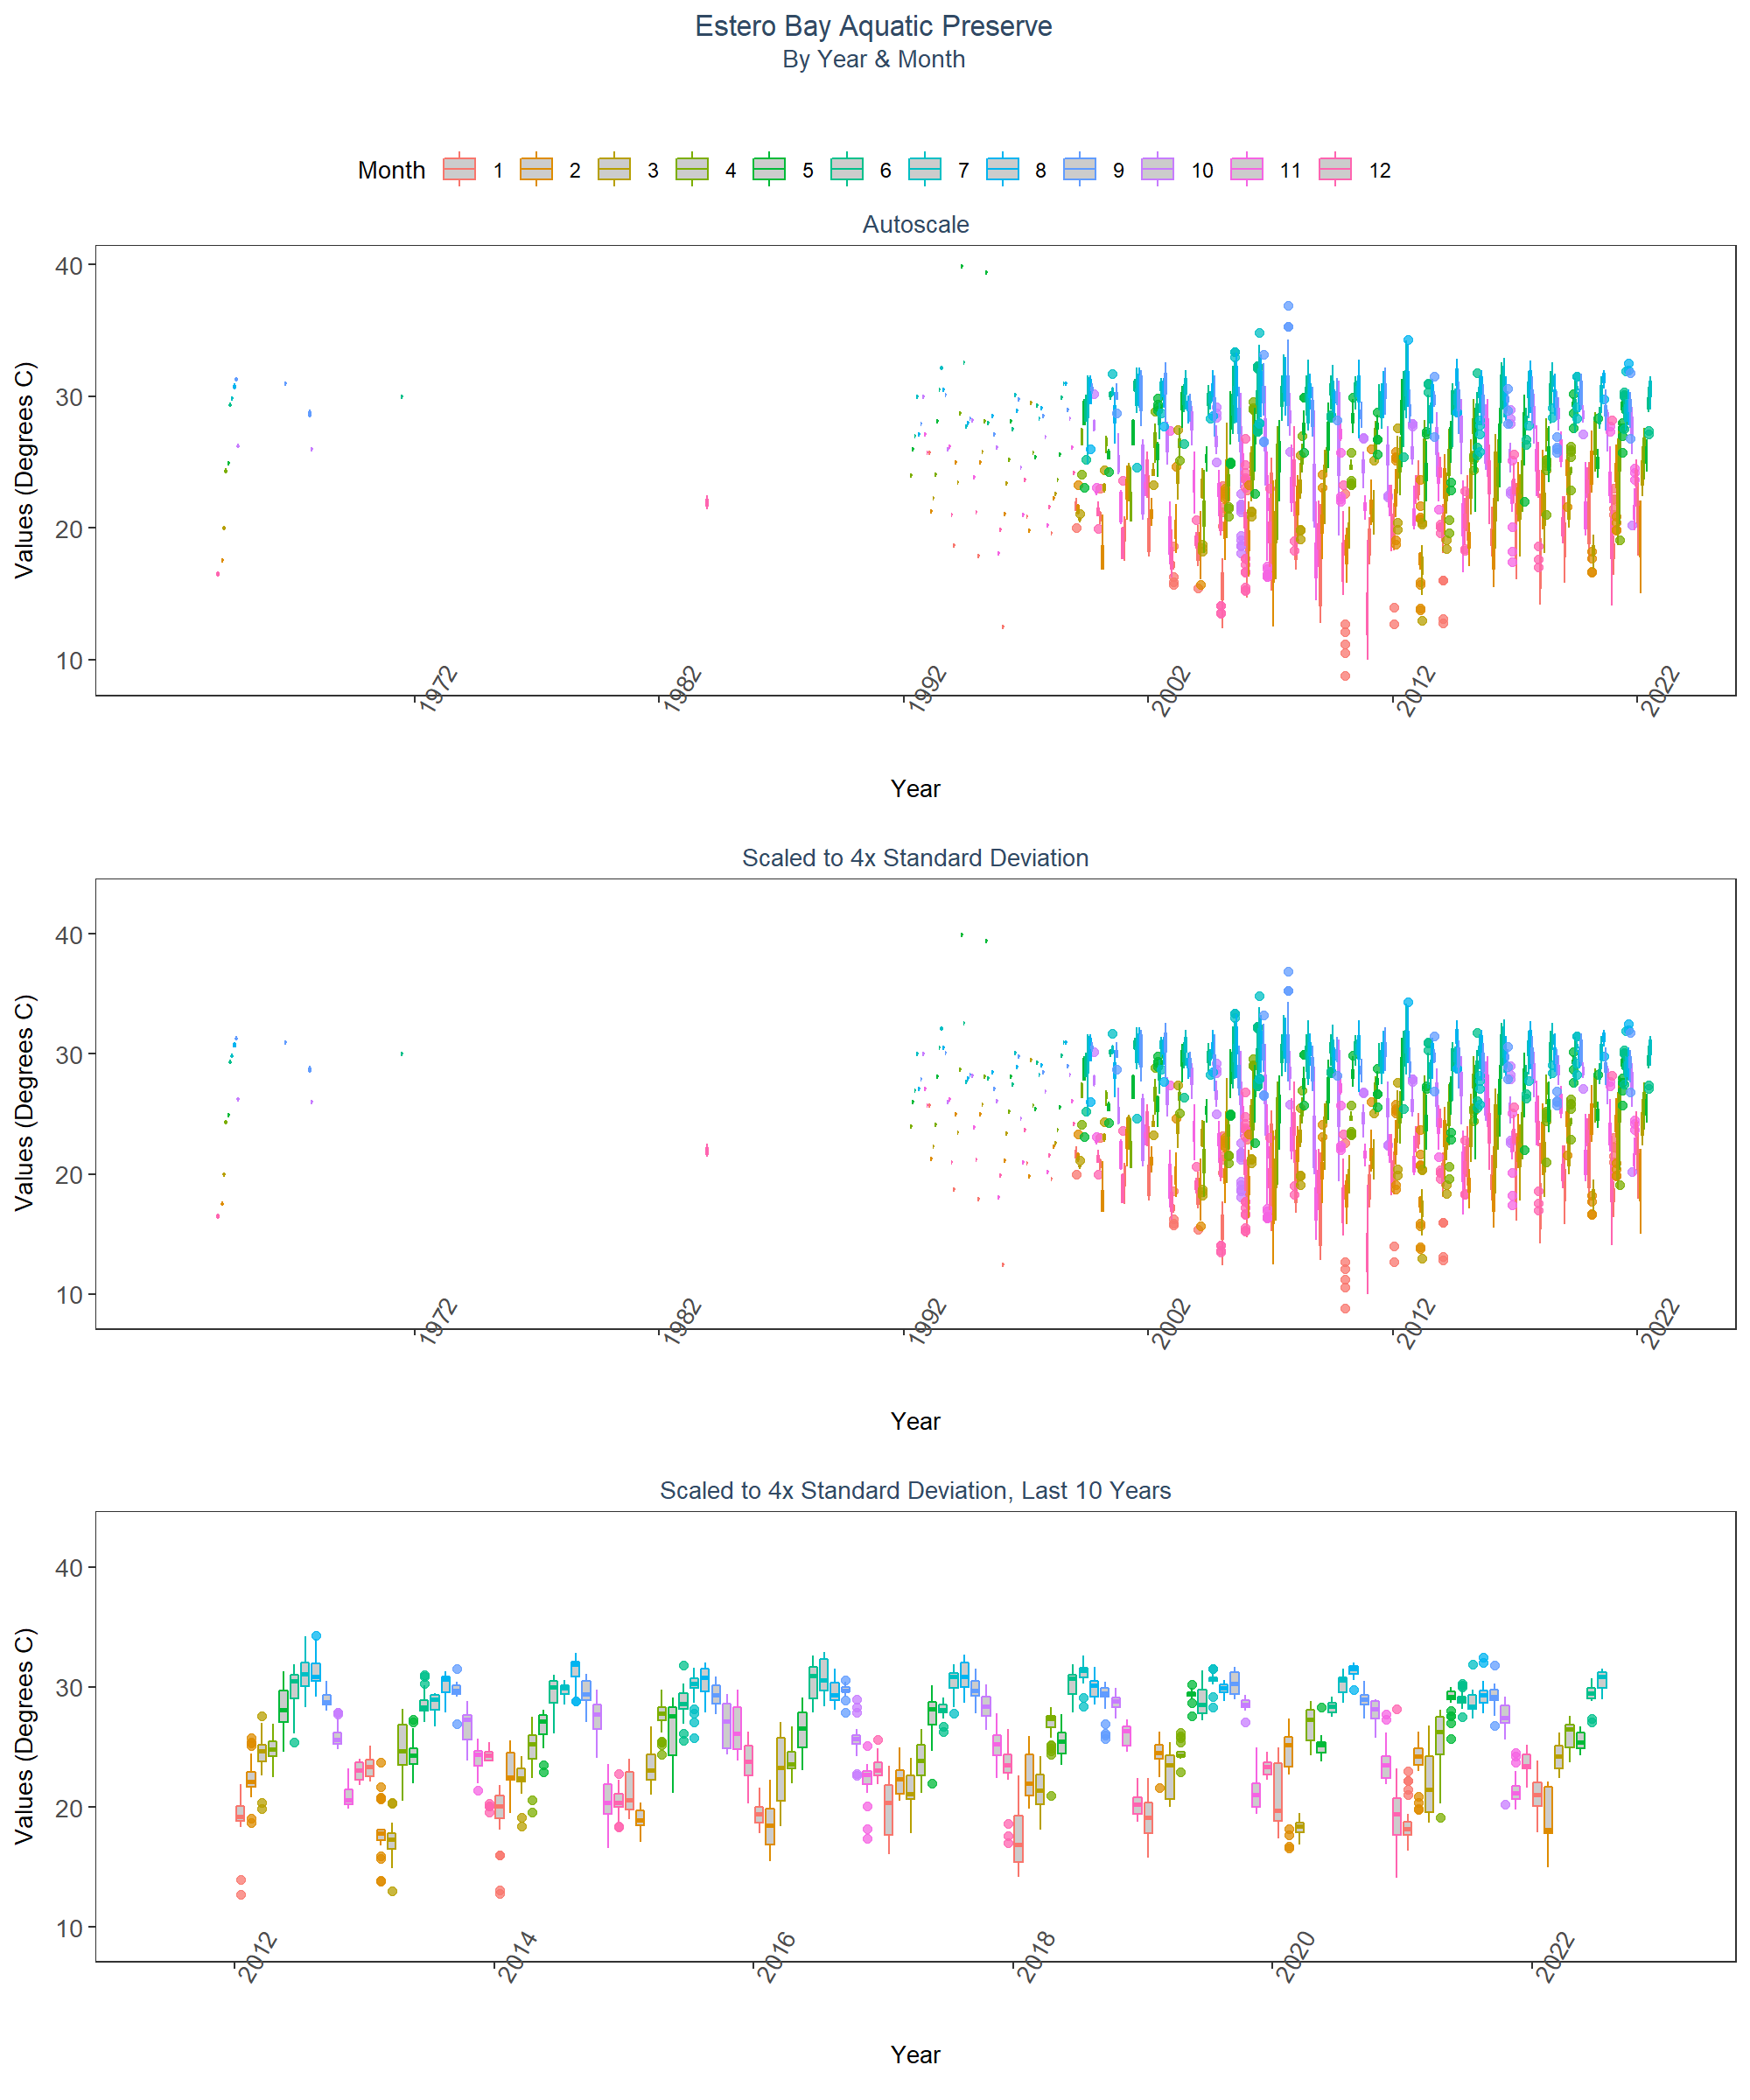 Estero Bay Aquatic Preserve
By Year & Month
Month 1 2 3 4 5 6 7 8 9 10 11 12
Autoscale
Values (Degrees C)
40
30
20
10
1972 1982 1992 2002 2012 2022
Year
Scaled to 4x Standard Deviation
Values (Degrees C)
40
30
20
10
1972 1982 1992 2002 2012 2022
Year
Scaled to 4x Standard Deviation, Last 10 Years
Values (Degrees C)
40
30
20
10
2012 2014 2016 2018 2020 2022
Year